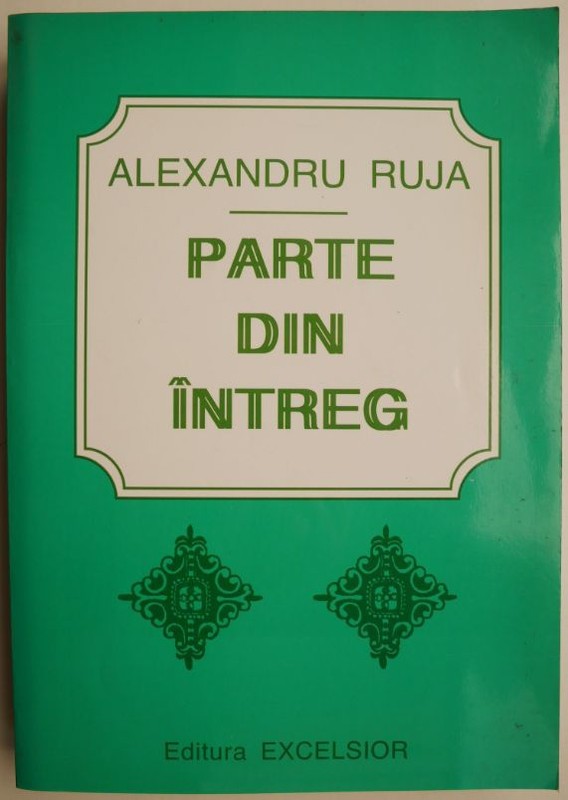 ALEXANDRU RUJA
PARTE
DIN
ÎNTREG
Editura EXCELSIOR